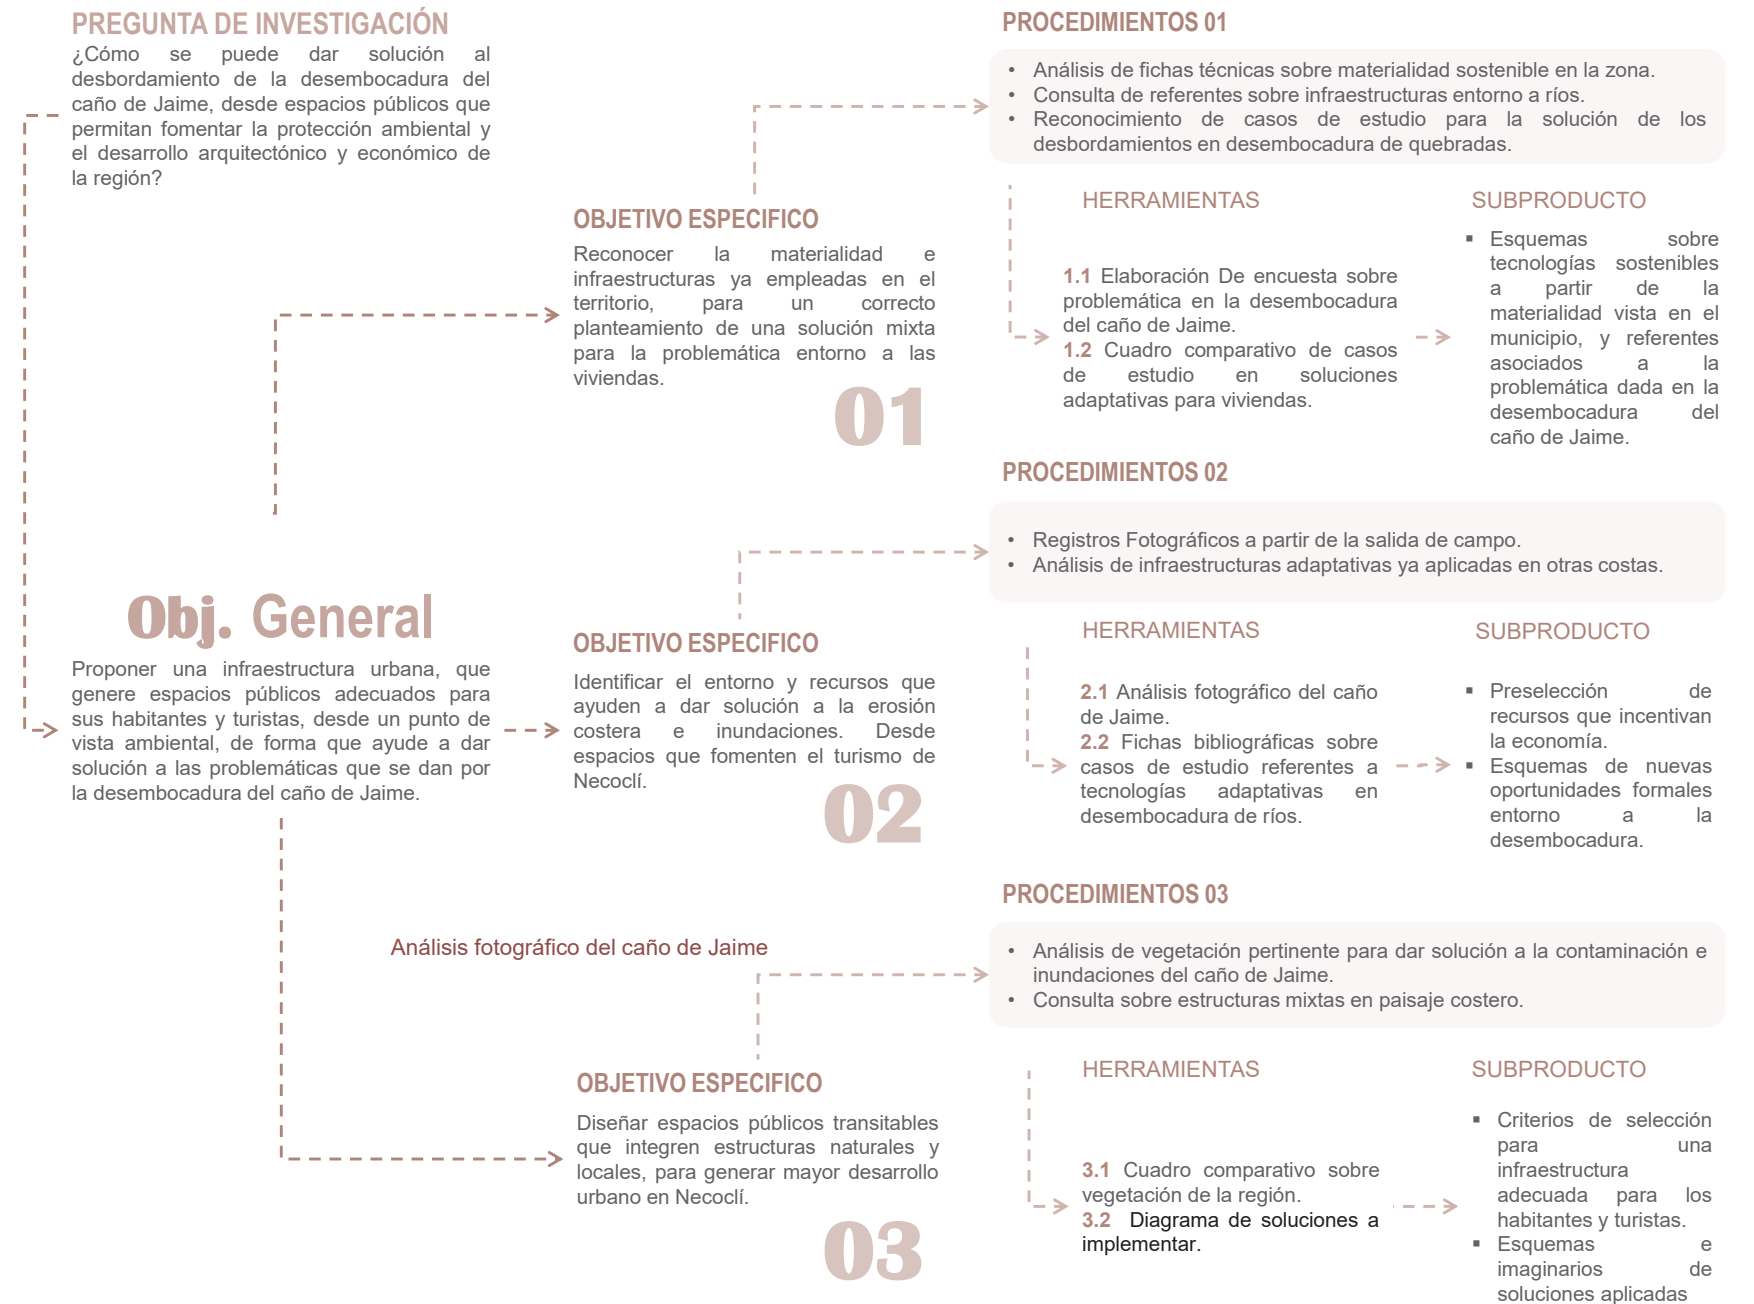 PREGUNTA DE INVESTIGACIÓN
¿Cómo se puede dar solución al
desbordamiento de la desembocadura del
caño de Jaime, desde espacios públicos que
permitan fomentar la protección ambiental y
el desarrollo arquitectónico y económico de
la región?
Obj. General
Proponer una infraestructura urbana, que
genere espacios públicos adecuados para
sus habitantes y turistas, desde un punto de
vista ambiental, de forma que ayude a dar
solución a las problemáticas que se dan por
la desembocadura del caño de Jaime.
OBJETIVO ESPECIFICO
Reconocer la materialidad e
infraestructuras ya empleadas en el
territorio, para un correcto
planteamiento de una solución mixta
para la problemática entorno a las
viviendas.
01
PROCEDIMIENTOS 01
• Análisis de fichas técnicas sobre materialidad sostenible en la zona.
• Consulta de referentes sobre infraestructuras entorno a ríos.
• Reconocimiento de casos de estudio para la solución de los
desbordamientos en desembocadura de quebradas.
HERRAMIENTAS
1.1 Elaboración De encuesta sobre
problemática en la desembocadura
del caño de Jaime.
1.2 Cuadro comparativo de casos
de estudio en soluciones
adaptativas para viviendas.
SUBPRODUCTO
▪ Esquemas sobre
tecnologías sostenibles
a partir de la
materialidad vista en el
municipio, y referentes
asociados a la
problemática dada en la
desembocadura del
caño de Jaime.
OBJETIVO ESPECIFICO
Identificar el entorno y recursos que
ayuden a dar solución a la erosión
costera e inundaciones. Desde
espacios que fomenten el turismo de
Necoclí.
02
PROCEDIMIENTOS 02
• Registros Fotográficos a partir de la salida de campo.
• Análisis de infraestructuras adaptativas ya aplicadas en otras costas.
HERRAMIENTAS
2.1 Análisis fotográfico del caño
de Jaime.
2.2 Fichas bibliográficas sobre
casos de estudio referentes a
tecnologías adaptativas en
desembocadura de ríos.
SUBPRODUCTO
▪ Preselección de
recursos que incentivan
la economía.
▪ Esquemas de nuevas
oportunidades formales
entorno a la
desembocadura.
Análisis fotográfico del caño de Jaime
OBJETIVO ESPECIFICO
Diseñar espacios públicos transitables
que integren estructuras naturales y
locales, para generar mayor desarrollo
urbano en Necoclí.
03
PROCEDIMIENTOS 03
• Análisis de vegetación pertinente para dar solución a la contaminación e
inundaciones del caño de Jaime.
• Consulta sobre estructuras mixtas en paisaje costero.
HERRAMIENTAS
3.1 Cuadro comparativo sobre
vegetación de la región.
3.2 Diagrama de soluciones a
implementar.
SUBPRODUCTO
▪ Criterios de selección
para una
infraestructura
adecuada para los
habitantes y turistas.
▪ Esquemas e
imaginarios de
soluciones aplicadas